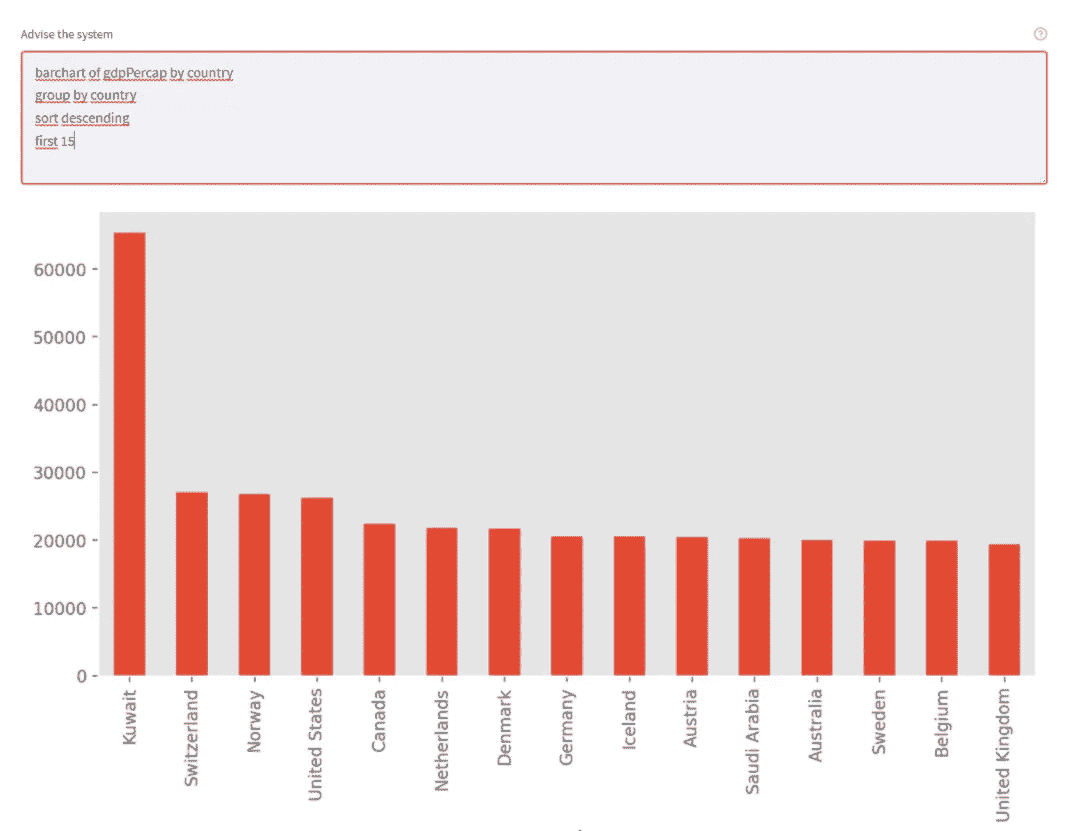 Advise the system
?
barchart of gdpPercap by country
group by country
sort descending
first 15
60000
50000
40000
30000
20000
10000
0
Kuwait
Switzerland
Norway
United States
Canada
Netherlands
Denmark
Germany
Iceland
Austria
Saudi Arabia
Australia
Sweden
Belgium
United Kingdom